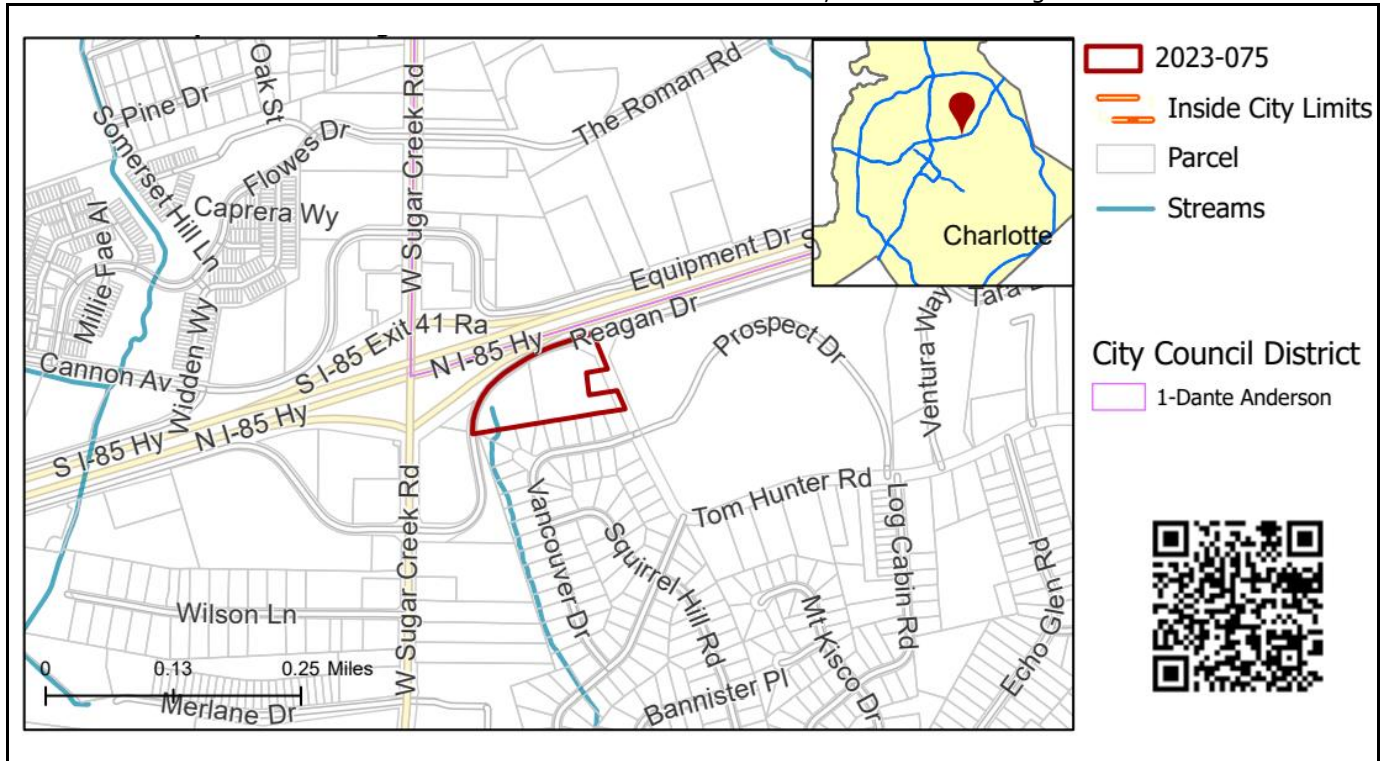 Oak St
Pine Dr
Somerset Hill Ln
Flowes Dr
W Sugar Creek Rd
The Roman Rd
Caprera Wy
Millie Fae Al
Widden Wy
Cannon Av
S I-85 Exit 41 Ra
Equipment Dr
Reagan Dr
N I-85 Hy
S I-85 Hy
N I-85 Hy
Prospect Dr
Ventura Way
Charlotte
W Sugar Creek Rd
Vancouver Dr
Squirrel Hill Rd
Tom Hunter Rd
Log Cabin Rd
Echo Glen Rd
Wilson Ln
Mt Kisco Dr
Bannister Pl
Merlane Dr
0 0.13 0.25 Miles
2023-075
Inside City Limits
Parcel
Streams
City Council District
1-Dante Anderson